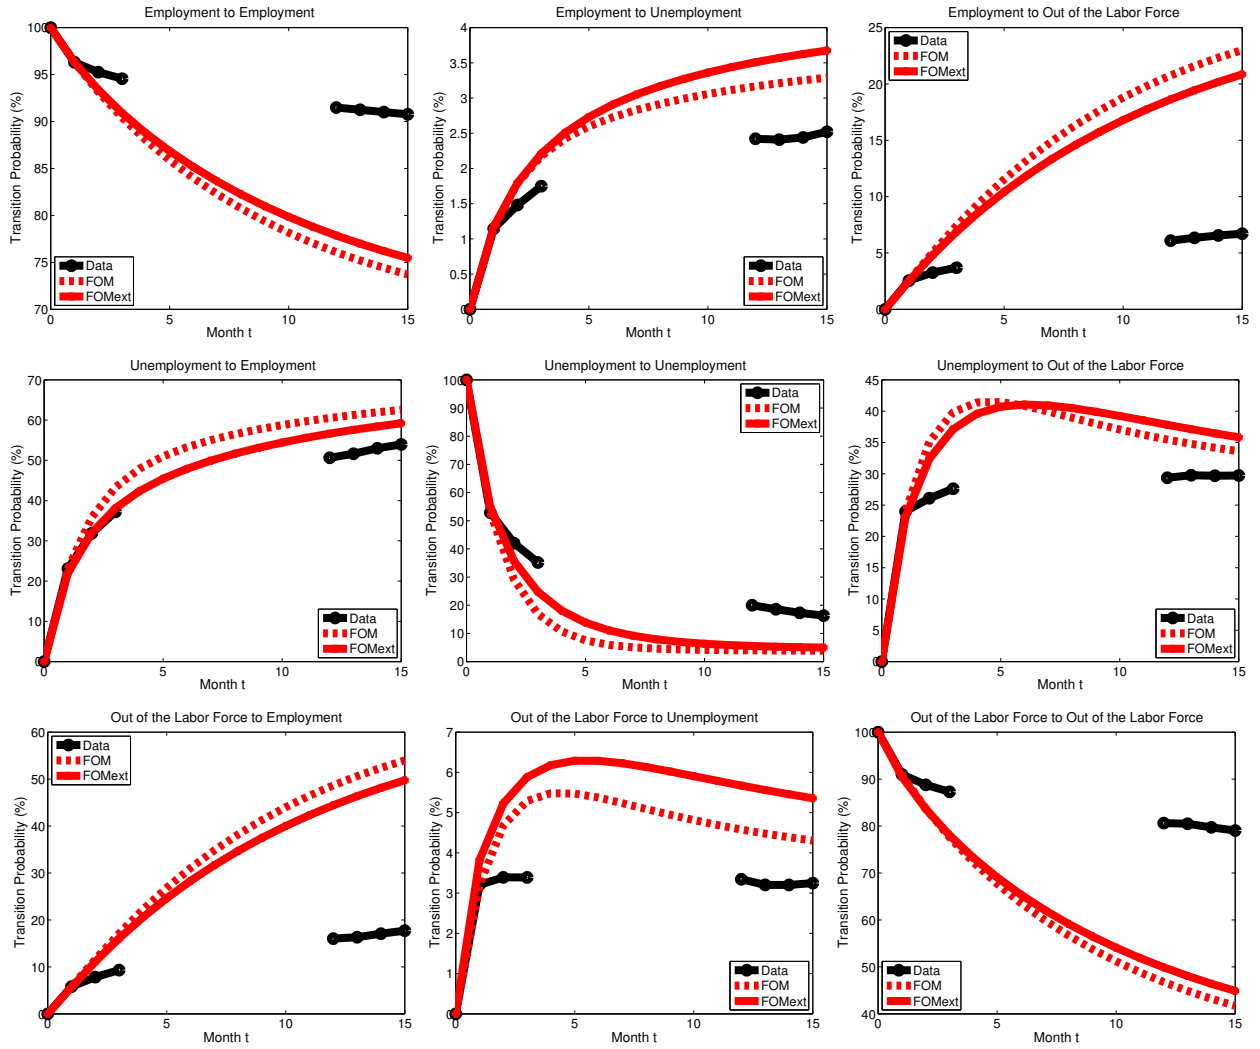 Employment to Employment
Transition Probability (%)
100
95
90
85
80
75
70
0
5
10
15
Month t
Data
FOM
FOMext
Employment to Unemployment
Transition Probability (%)
4
3.5
3
2.5
2
1.5
1
0.5
0
0
5
10
15
Month t
Data
FOM
FOMext
Employment to Out of the Labor Force
Transition Probability (%)
25
20
15
10
5
0
0
5
10
15
Month t
Data
FOM
FOMext
Unemployment to Employment
Transition Probability (%)
70
60
50
40
30
20
10
0
0
5
10
15
Month t
Data
FOM
FOMext
Unemployment to Unemployment
Transition Probability (%)
100
90
80
70
60
50
40
30
20
10
0
0
5
10
15
Month t
Data
FOM
FOMext
Unemployment to Out of the Labor Force
Transition Probability (%)
45
40
35
30
25
20
15
10
5
0
0
5
10
15
Month t
Data
FOM
FOMext
Out of the Labor Force to Employment
Transition Probability (%)
60
50
40
30
20
10
0
0
5
10
15
Month t
Data
FOM
FOMext
Out of the Labor Force to Unemployment
Transition Probability (%)
7
6
5
4
3
2
1
0
0
5
10
15
Month t
Data
FOM
FOMext
Out of the Labor Force to Out of the Labor Force
Transition Probability (%)
100
90
80
70
60
50
40
0
5
10
15
Month t
Data
FOM
FOMext